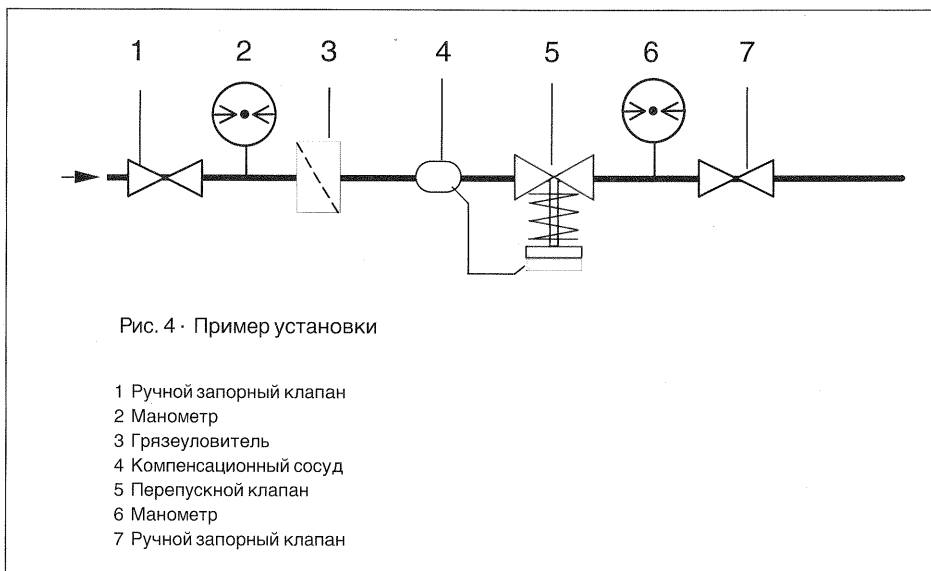 1 2 3 4 5 6 7
Рис. 4 · Пример установки
1 Ручной запорный клапан
2 Манометр
3 Грязеуловитель
4 Компенсационный сосуд
5 Перепускной клапан
6 Манометр
7 Ручной запорный клапан